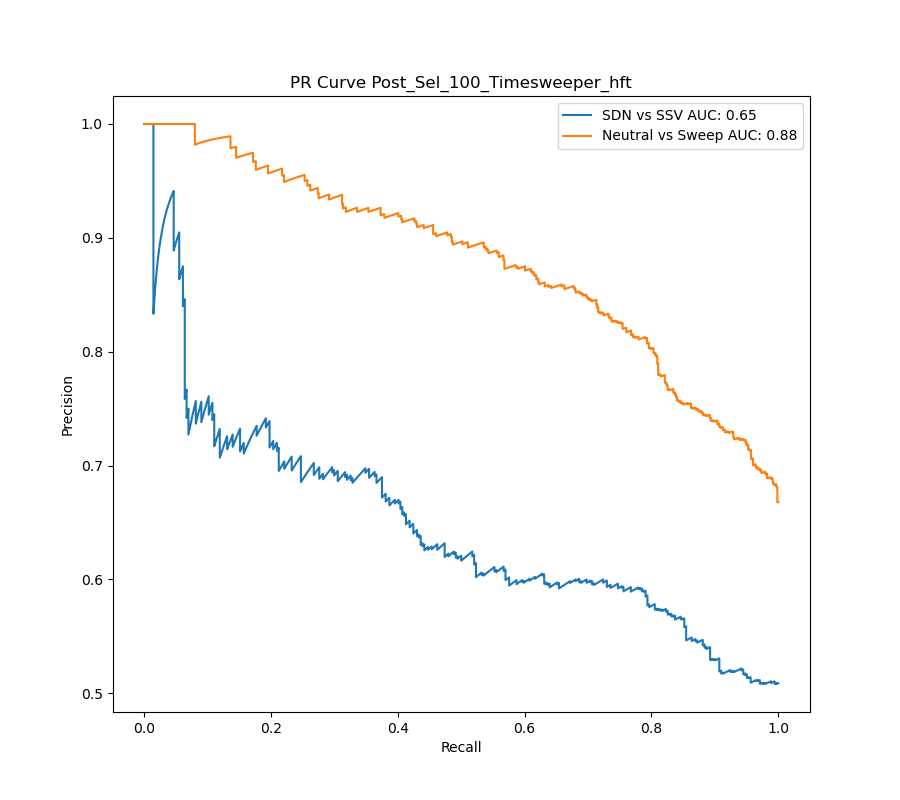 PR Curve Post_Sel_100_Timesweeper_hft
SDN vs SSV AUC: 0.65
Neutral vs Sweep AUC: 0.88
1.0
0.9
0.8
0.7
0.6
0.5
Precision
0.0 0.2 0.4 0.6 0.8 1.0
Recall